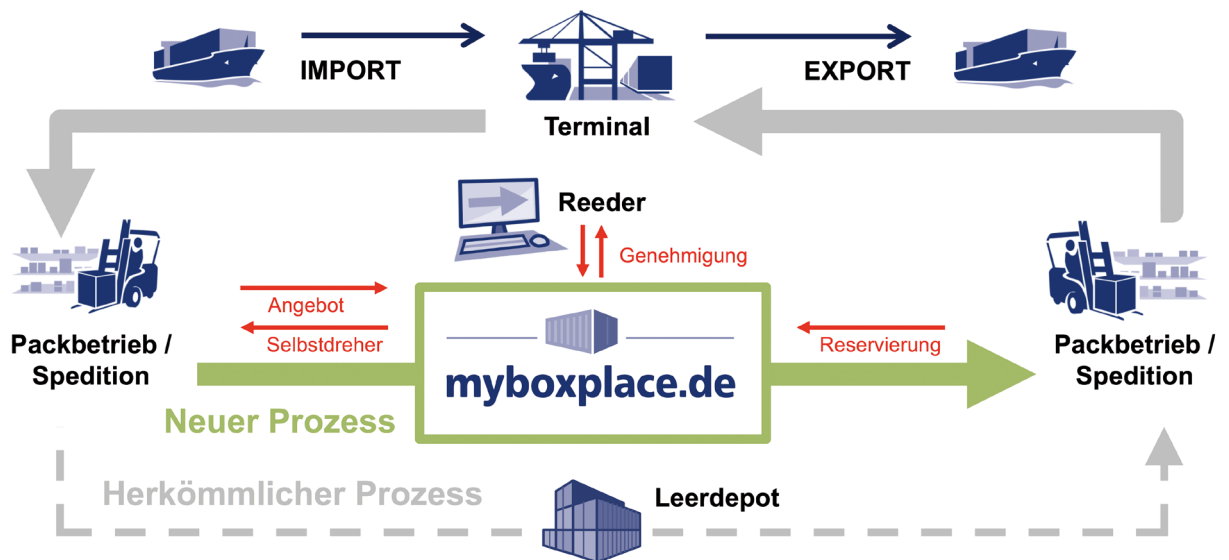 IMPORT
EXPORT
Terminal
Reeder
Genehmigung
Angebot
Selbstdreher
Reservierung
Packbetrieb /
Spedition
Packbetrieb /
Spedition
myboxplace.de
Neuer Prozess
Herkömmlicher Prozess
Leerdepot